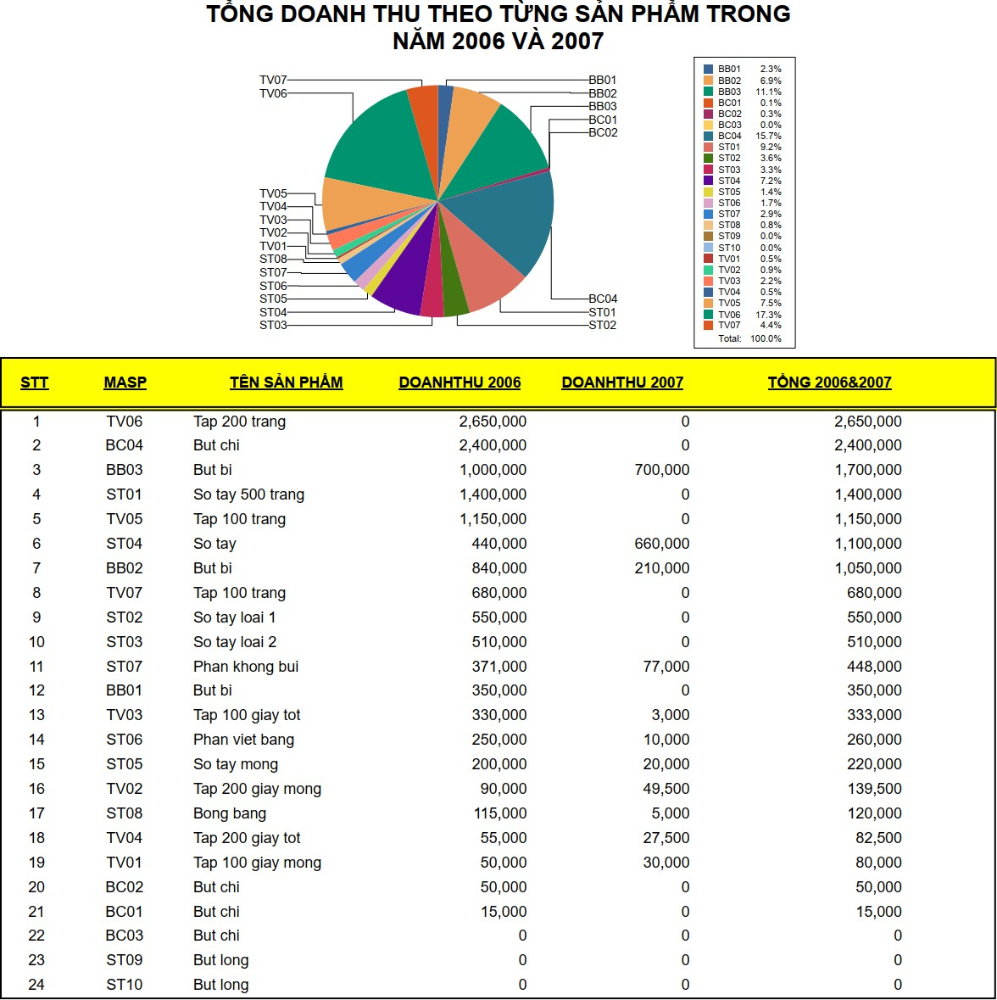 TỔNG DOANH THU THEO TỪNG SẢN PHẨM TRONG
NĂM 2006 VÀ 2007
TV07
TV06
TV05
TV04
TV03
TV02
TV01
ST08
ST07
ST06
ST05
ST04
ST03
BB01
BB02
BB03
BC01
BC02
BC04
ST01
ST02
BB01 2.3%
BB02 6.9%
BB03 11.1%
BC01 0.1%
BC02 0.3%
BC03 0.0%
BC04 15.7%
ST01 9.2%
ST02 3.6%
ST03 3.3%
ST04 7.2%
ST05 1.4%
ST06 1.7%
ST07 2.9%
ST08 0.8%
ST09 0.0%
ST10 0.0%
TV01 0.5%
TV02 0.9%
TV03 2.2%
TV04 0.5%
TV05 7.5%
TV06 17.3%
TV07 4.4%
Total: 100.0%
STT MASP TÊN SẢN PHẨM DOANHTHU 2006 DOANHTHU 2007 TỔNG 2006&2007
1 TV06 Tap 200 trang 2,650,000 0 2,650,000
2 BC04 But chi 2,400,000 0 2,400,000
3 BB03 But bi 1,000,000 700,000 1,700,000
4 ST01 So tay 500 trang 1,400,000 0 1,400,000
5 TV05 Tap 100 trang 1,150,000 0 1,150,000
6 ST04 So tay 440,000 660,000 1,100,000
7 BB02 But bi 840,000 210,000 1,050,000
8 TV07 Tap 100 trang 680,000 0 680,000
9 ST02 So tay loai 1 550,000 0 550,000
10 ST03 So tay loai 2 510,000 0 510,000
11 ST07 Phan khong bui 371,000 77,000 448,000
12 BB01 But bi 350,000 0 350,000
13 TV03 Tap 100 giay tot 330,000 3,000 333,000
14 ST06 Phan viet bang 250,000 10,000 260,000
15 ST05 So tay mong 200,000 20,000 220,000
16 TV02 Tap 200 giay mong 90,000 49,500 139,500
17 ST08 Bong bang 115,000 5,000 120,000
18 TV04 Tap 200 giay tot 55,000 27,500 82,500
19 TV01 Tap 100 giay mong 50,000 30,000 80,000
20 BC02 But chi 50,000 0 50,000
21 BC01 But chi 15,000 0 15,000
22 BC03 But chi 0 0 0
23 ST09 But long 0 0 0
24 ST10 But long 0 0 0